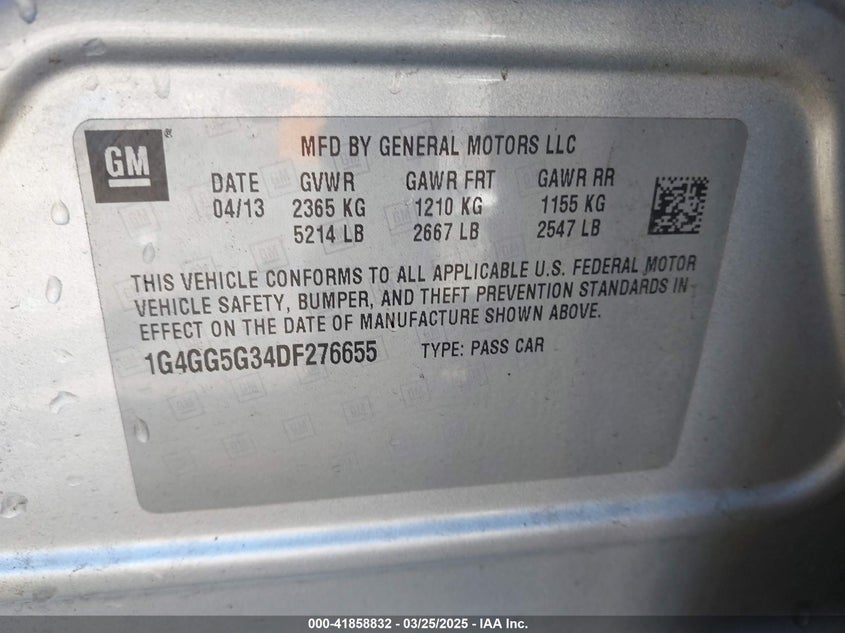 GM®
MFD BY GENERAL MOTORS LLC
DATE GVWR GAWR FRT GAWR RR
04/13 2365 KG 1210 KG 1155 KG
5214 LB 2667 LB 2547 LB
THIS VEHICLE CONFORMS TO ALL APPLICABLE U.S. FEDERAL MOTOR
VEHICLE SAFETY, BUMPER, AND THEFT PREVENTION STANDARDS IN
EFFECT ON THE DATE OF MANUFACTURE SHOWN ABOVE.
1G4GG5G34DF276655 TYPE: PASS CAR
000-41858832 - 03/25/2025 - IAA Inc.